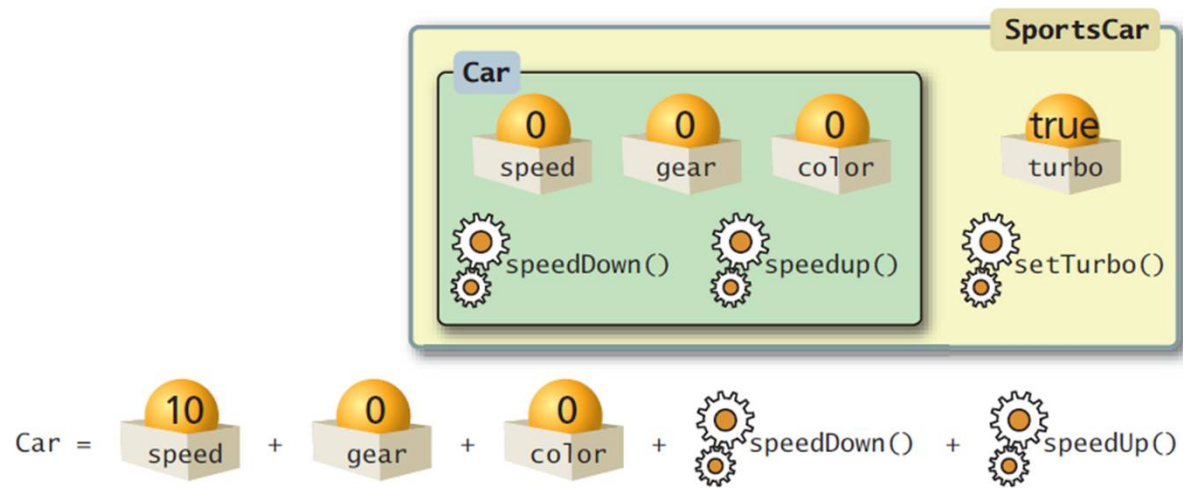 SportsCar
Car
0 0 0 true
speed gear color turbo
speedDown() speedup() setTurbo()
10 0 0
Car = speed + gear + color + speedDown() + speedUp()